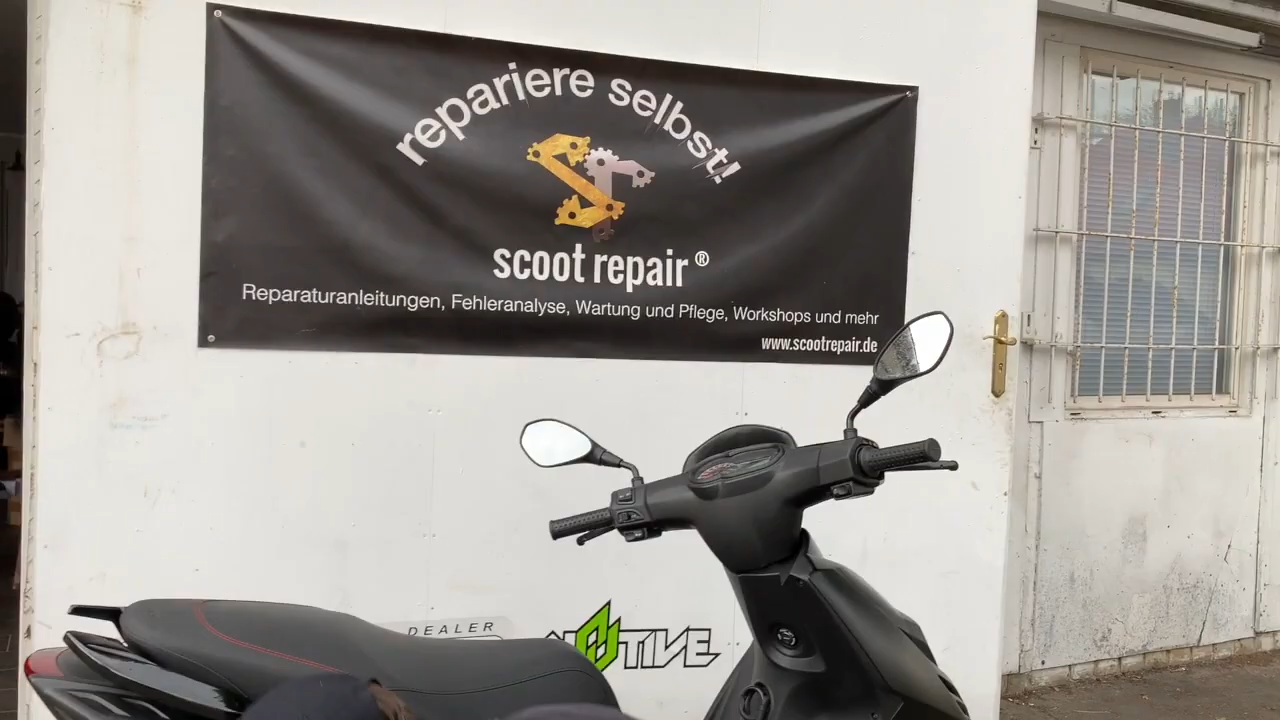 repariere selbst!
scoot repair ®
Reparaturanleitungen, Fehleranalyse, Wartung und Pflege, Workshops und mehr
www.scootrepair.de
DEALER